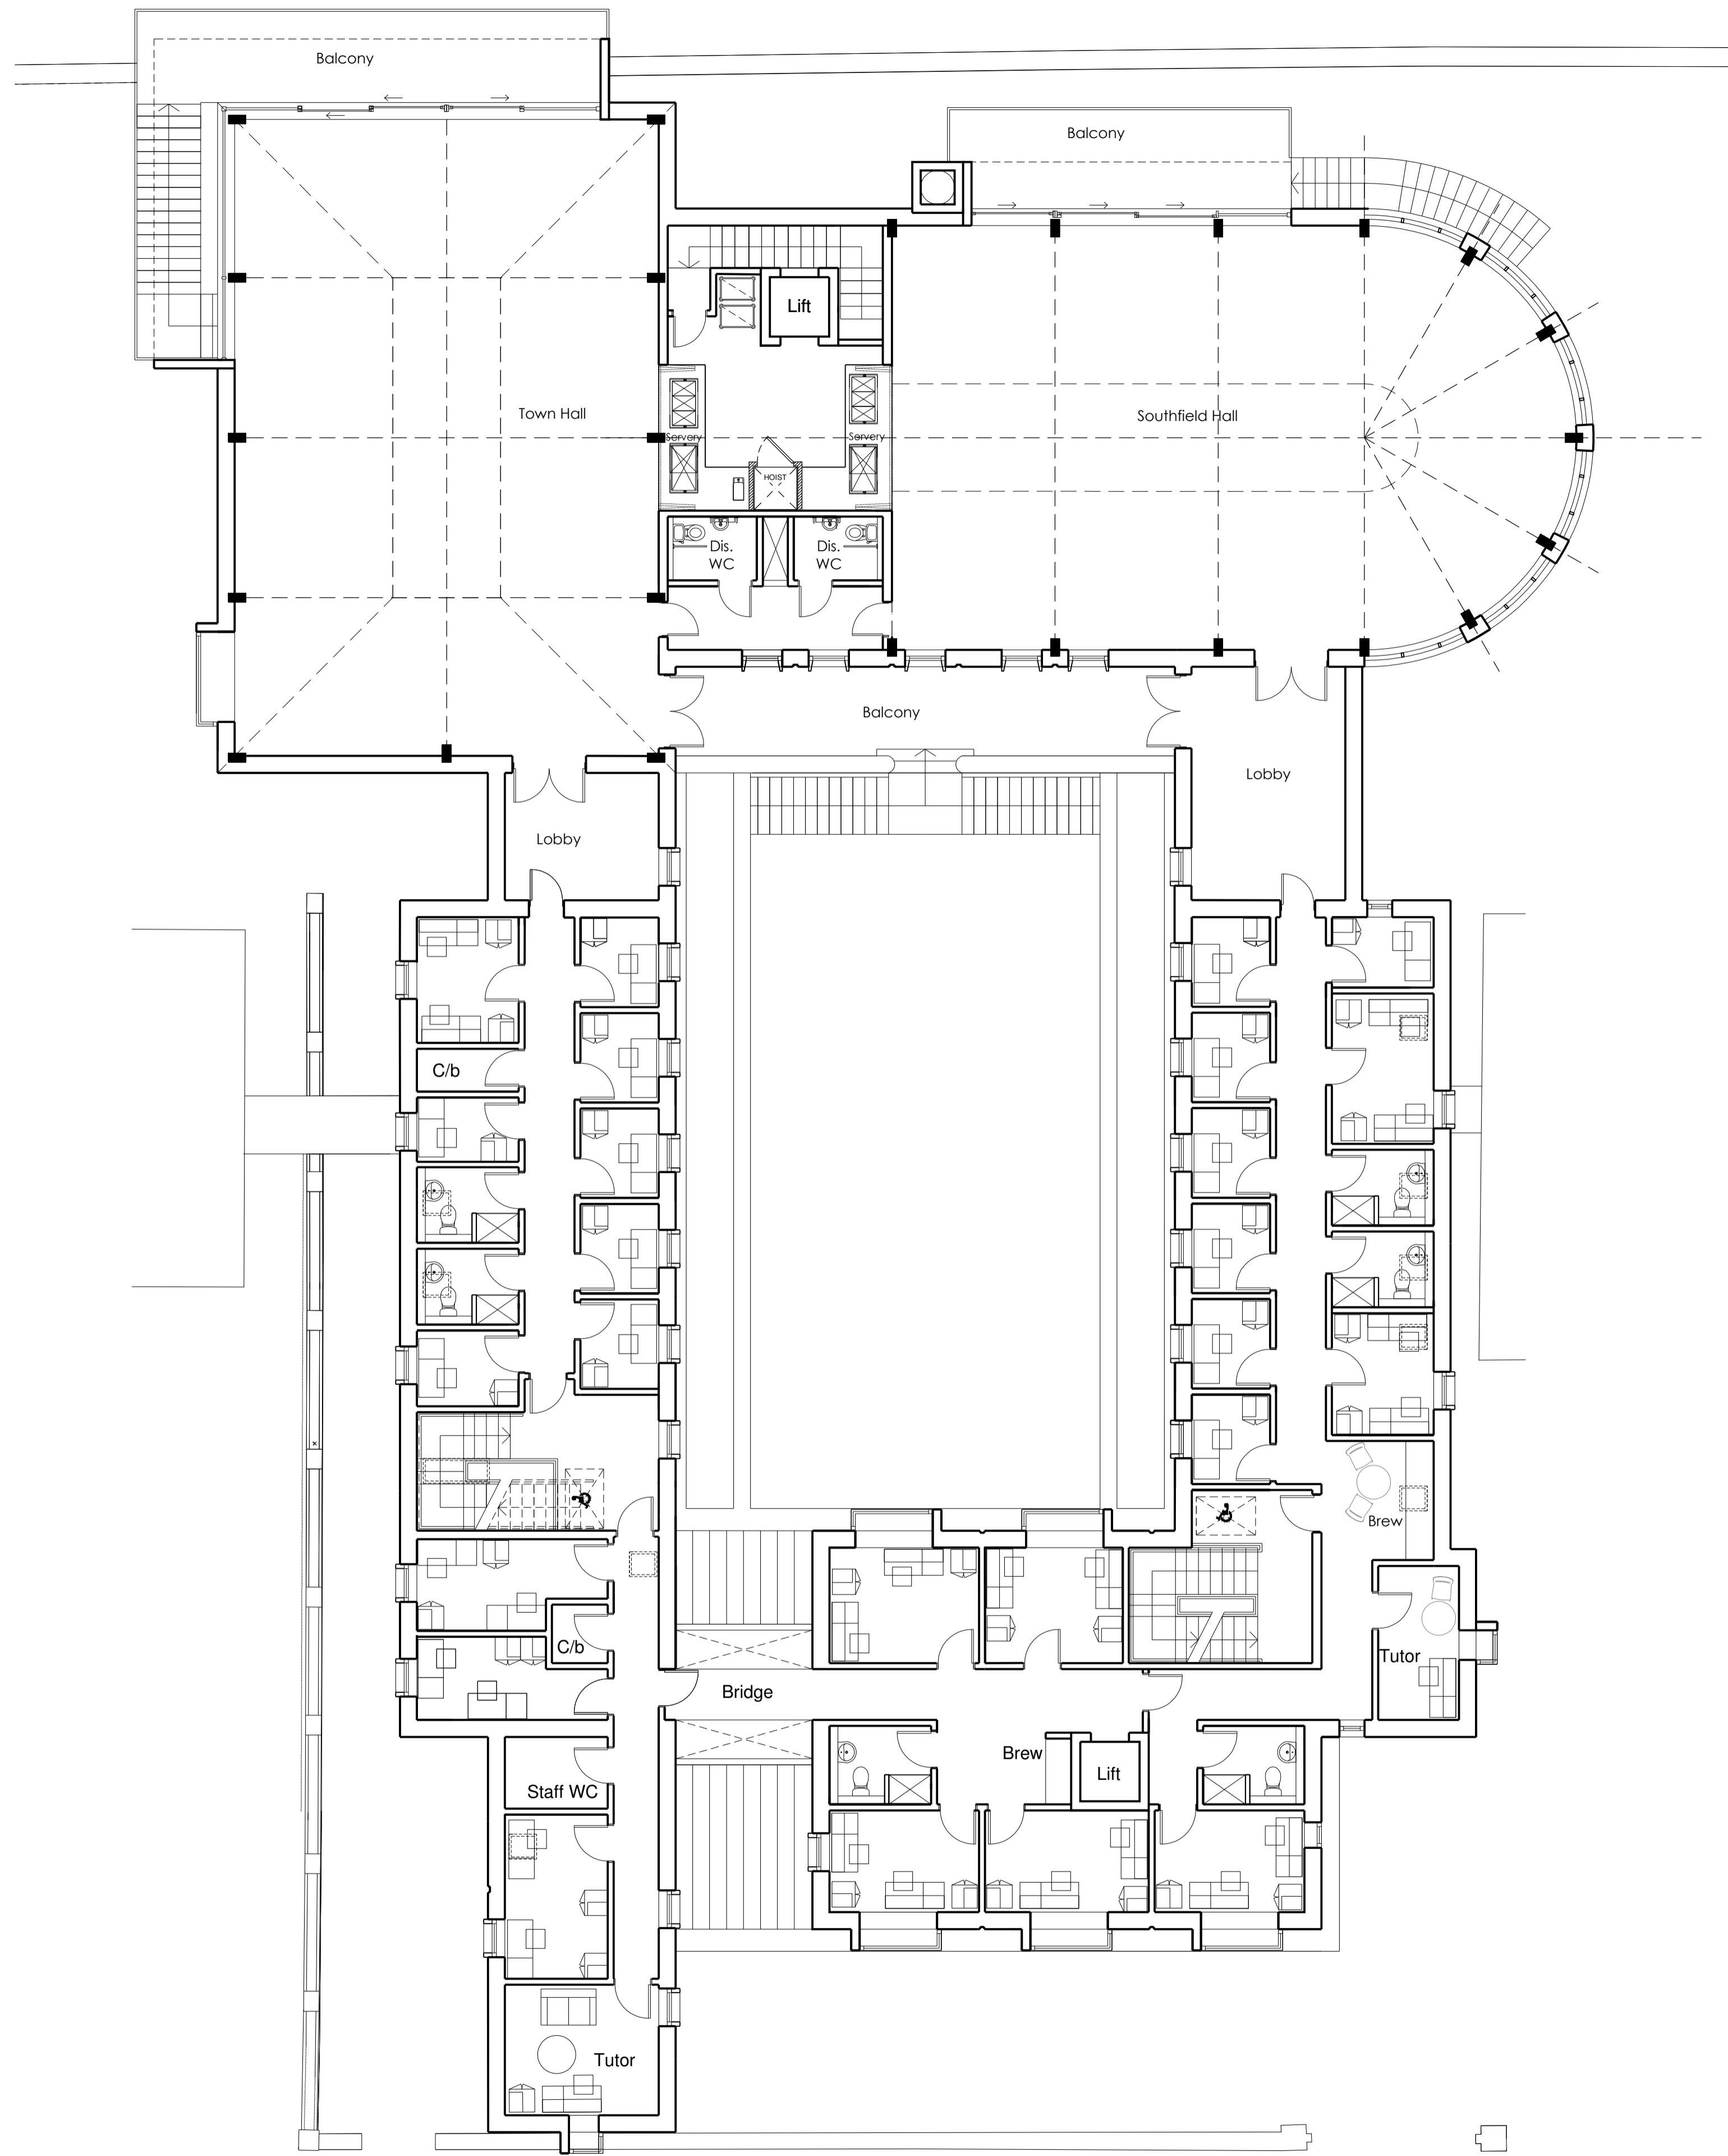 Balcony
Balcony
Lift
Town Hall
Southfield Hall
Servery
Servery
HOIST
Dis.
WC
Dis.
WC
Balcony
Lobby
Lobby
C/b
Brew
C/b
Tutor
Bridge
Brew
Lift
Staff WC
Tutor